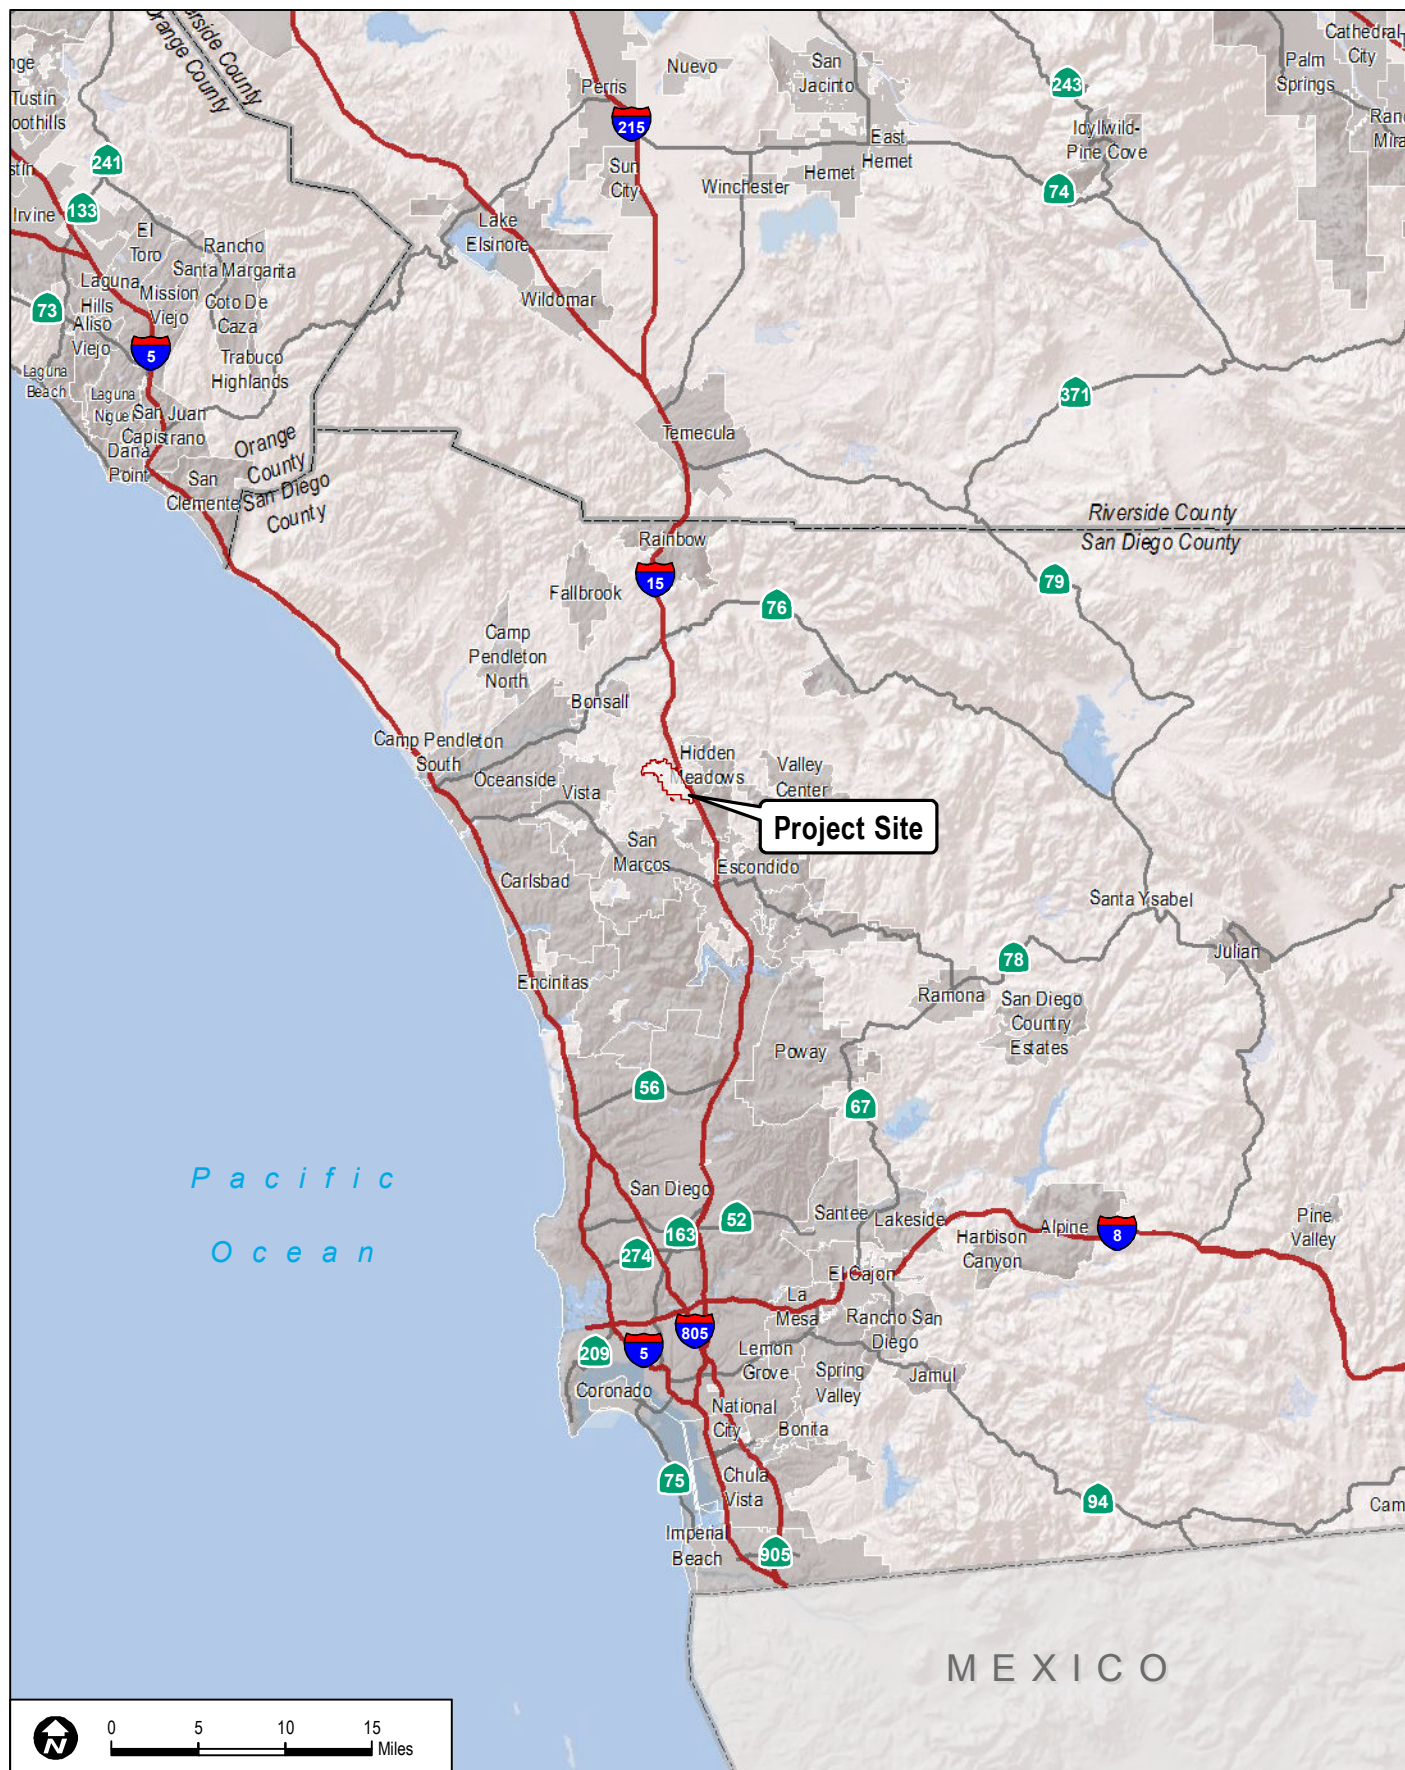 Riverside County
Orange County
Cathedral
City
Palm
Springs
San
Jacinto
Nuevo
Perris
243
Tustin
215
East
Hemet
Idyllwild-
Pine Cove
241
Sun
City
Winchester
Hemet
74
133
Irvine
El
Toro
Rancho
Santa Margarita
Lake
Elsinore
Laguna
Hills
Mission
Viejo
Coto De
Caza
Wildomar
73
Aliso
Viejo
5
Trabuco
Highlands
Laguna
Beach
371
Laguna
Niguel
San Juan
Capistrano
Dana
Point
Orange
County
Temecula
San
Clemente
San Diego
County
Riverside County
San Diego County
Rainbow
15
Fallbrook
79
76
Camp
Pendleton
North
Bonsall
Camp Pendleton
South
Hidden
Meadows
Valley
Center
Oceanside
Vista
Project Site
San
Marcos
Escondido
Carlsbad
Santa Ysabel
78
Julian
Encinitas
Ramona
San Diego
Country
Estates
Poway
56
67
Pacific
Ocean
San Diego
52
163
274
Santee
Lakeside
Harbison
Canyon
Alpine
8
Pine
Valley
El Cajon
La
Mesa
Rancho San
Diego
805
5
209
Lemon
Grove
Spring
Valley
Jamul
Coronado
National
City
Bonita
75
Chula
Vista
94
Imperial
Beach
905
MEXICO
N
0 5 10 15
Miles